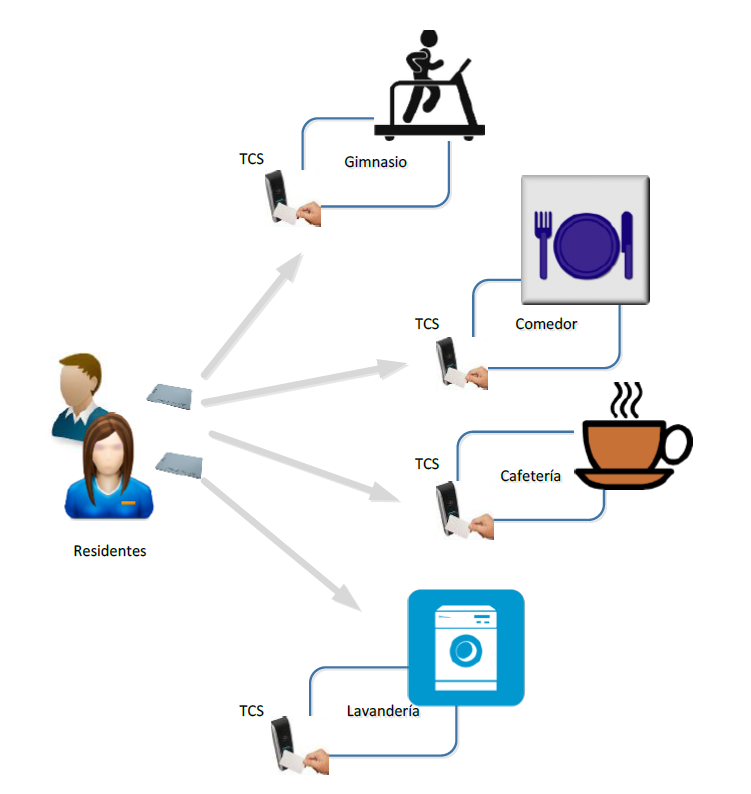 TCS
Gimnasio
TCS
Comedor
TCS
Cafetería
Residentes
TCS
Lavandería